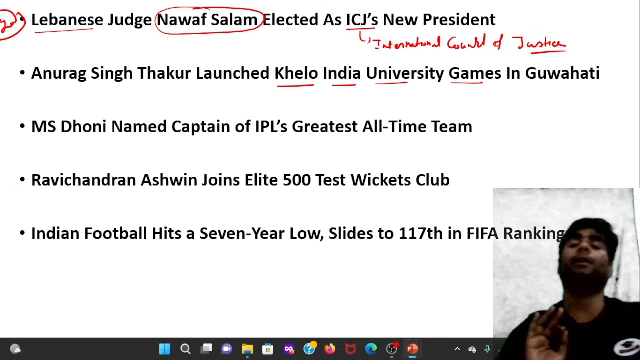 • Lebanese Judge Nawaf Salam Elected As ICJ's New President
International Court of Justice
• Anurag Singh Thakur Launched Khelo India University Games In Guwahati
• MS Dhoni Named Captain of IPL's Greatest All-Time Team
• Ravichandran Ashwin Joins Elite 500 Test Wickets Club
• Indian Football Hits a Seven-Year Low, Slides to 117th in FIFA Ranking